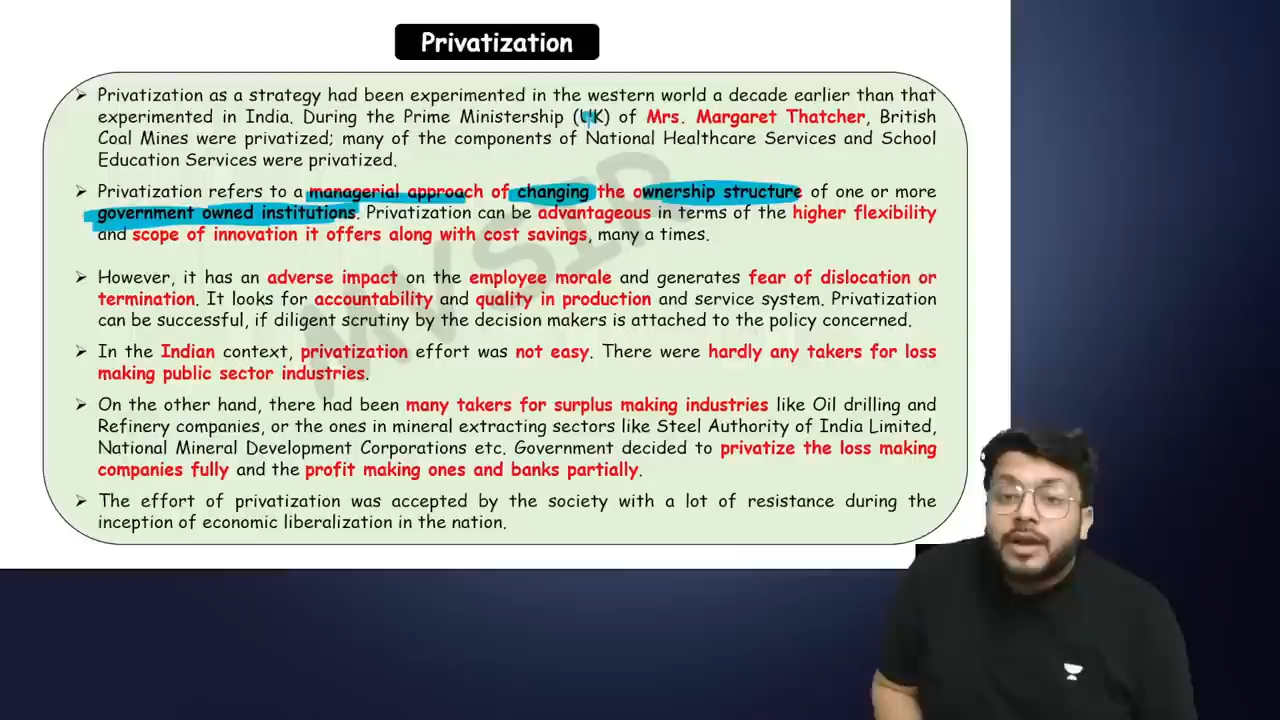 Privatization
➢ Privatization as a strategy had been experimented in the western world a decade earlier than that
experimented in India. During the Prime Ministership (UK) of Mrs. Margaret Thatcher, British
Coal Mines were privatized; many of the components of National Healthcare Services and School
Education Services were privatized.
➢ Privatization refers to a managerial approach of changing the ownership structure of one or more
government owned institutions. Privatization can be advantageous in terms of the higher flexibility
and scope of innovation it offers along with cost savings, many a times.
➢ However, it has an adverse impact on the employee morale and generates fear of dislocation or
termination. It looks for accountability and quality in production and service system. Privatization
can be successful, if diligent scrutiny by the decision makers is attached to the policy concerned.
➢ In the Indian context, privatization effort was not easy. There were hardly any takers for loss
making public sector industries.
➢ On the other hand, there had been many takers for surplus making industries like Oil drilling and
Refinery companies, or the ones in mineral extracting sectors like Steel Authority of India Limited,
National Mineral Development Corporations etc. Government decided to privatize the loss making
companies fully and the profit making ones and banks partially.
➢ The effort of privatization was accepted by the society with a lot of resistance during the
inception of economic liberalization in the nation.
MVSIR